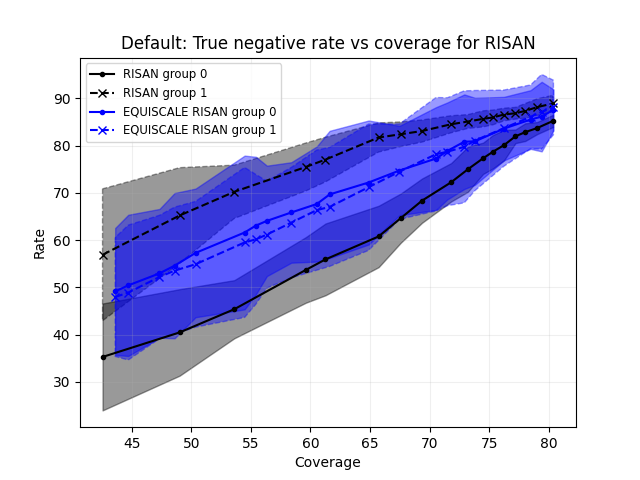 Default: True negative rate vs coverage for RISAN
RISAN group 0
RISAN group 1
EQUISCALE RISAN group 0
EQUISCALE RISAN group 1
90
80
70
60
50
40
30
Rate
45 50 55 60 65 70 75 80
Coverage